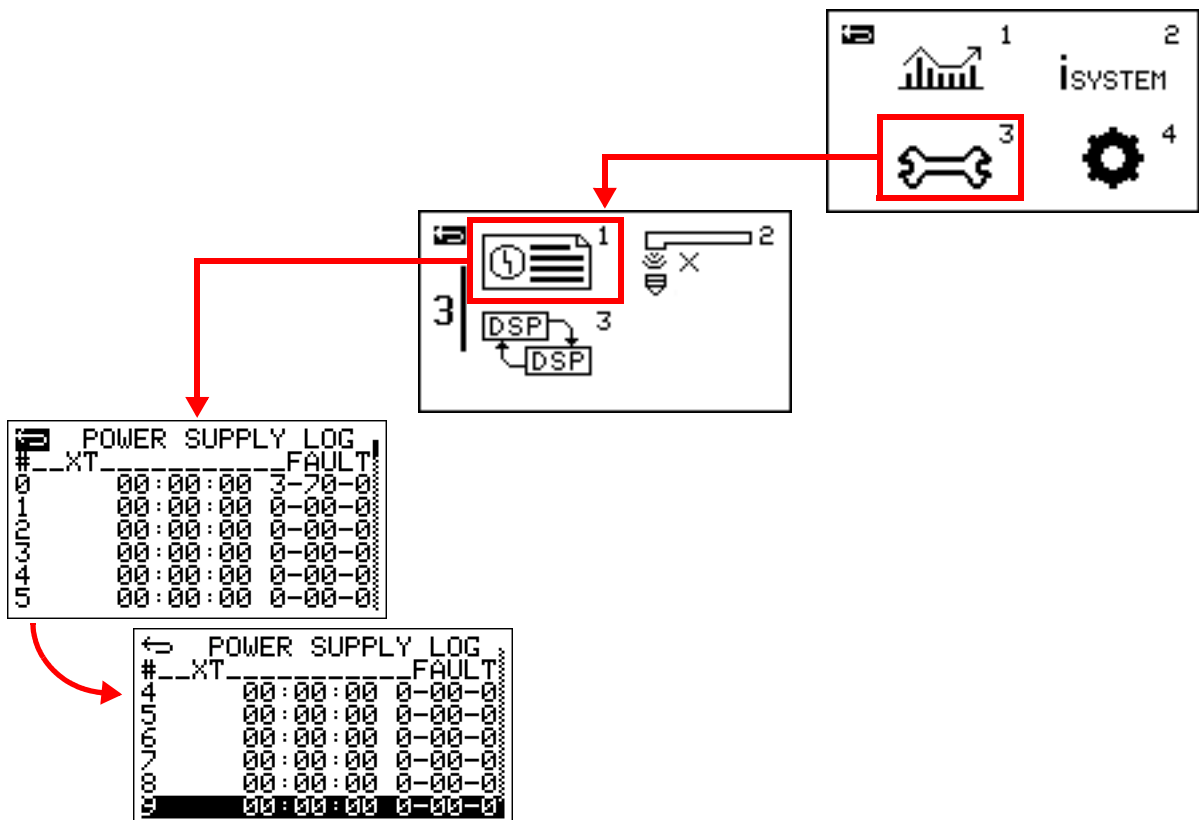 1 2
iSYSTEM
3 4
1 2
3
DSP 3
DSP
POWER SUPPLY LOG
#__XT____________FAULT
0 00:00:00 3-70-0
1 00:00:00 0-00-0
2 00:00:00 0-00-0
3 00:00:00 0-00-0
4 00:00:00 0-00-0
5 00:00:00 0-00-0
POWER SUPPLY LOG
#__XT____________FAULT
4 00:00:00 0-00-0
5 00:00:00 0-00-0
6 00:00:00 0-00-0
7 00:00:00 0-00-0
8 00:00:00 0-00-0
9 00:00:00 0-00-0